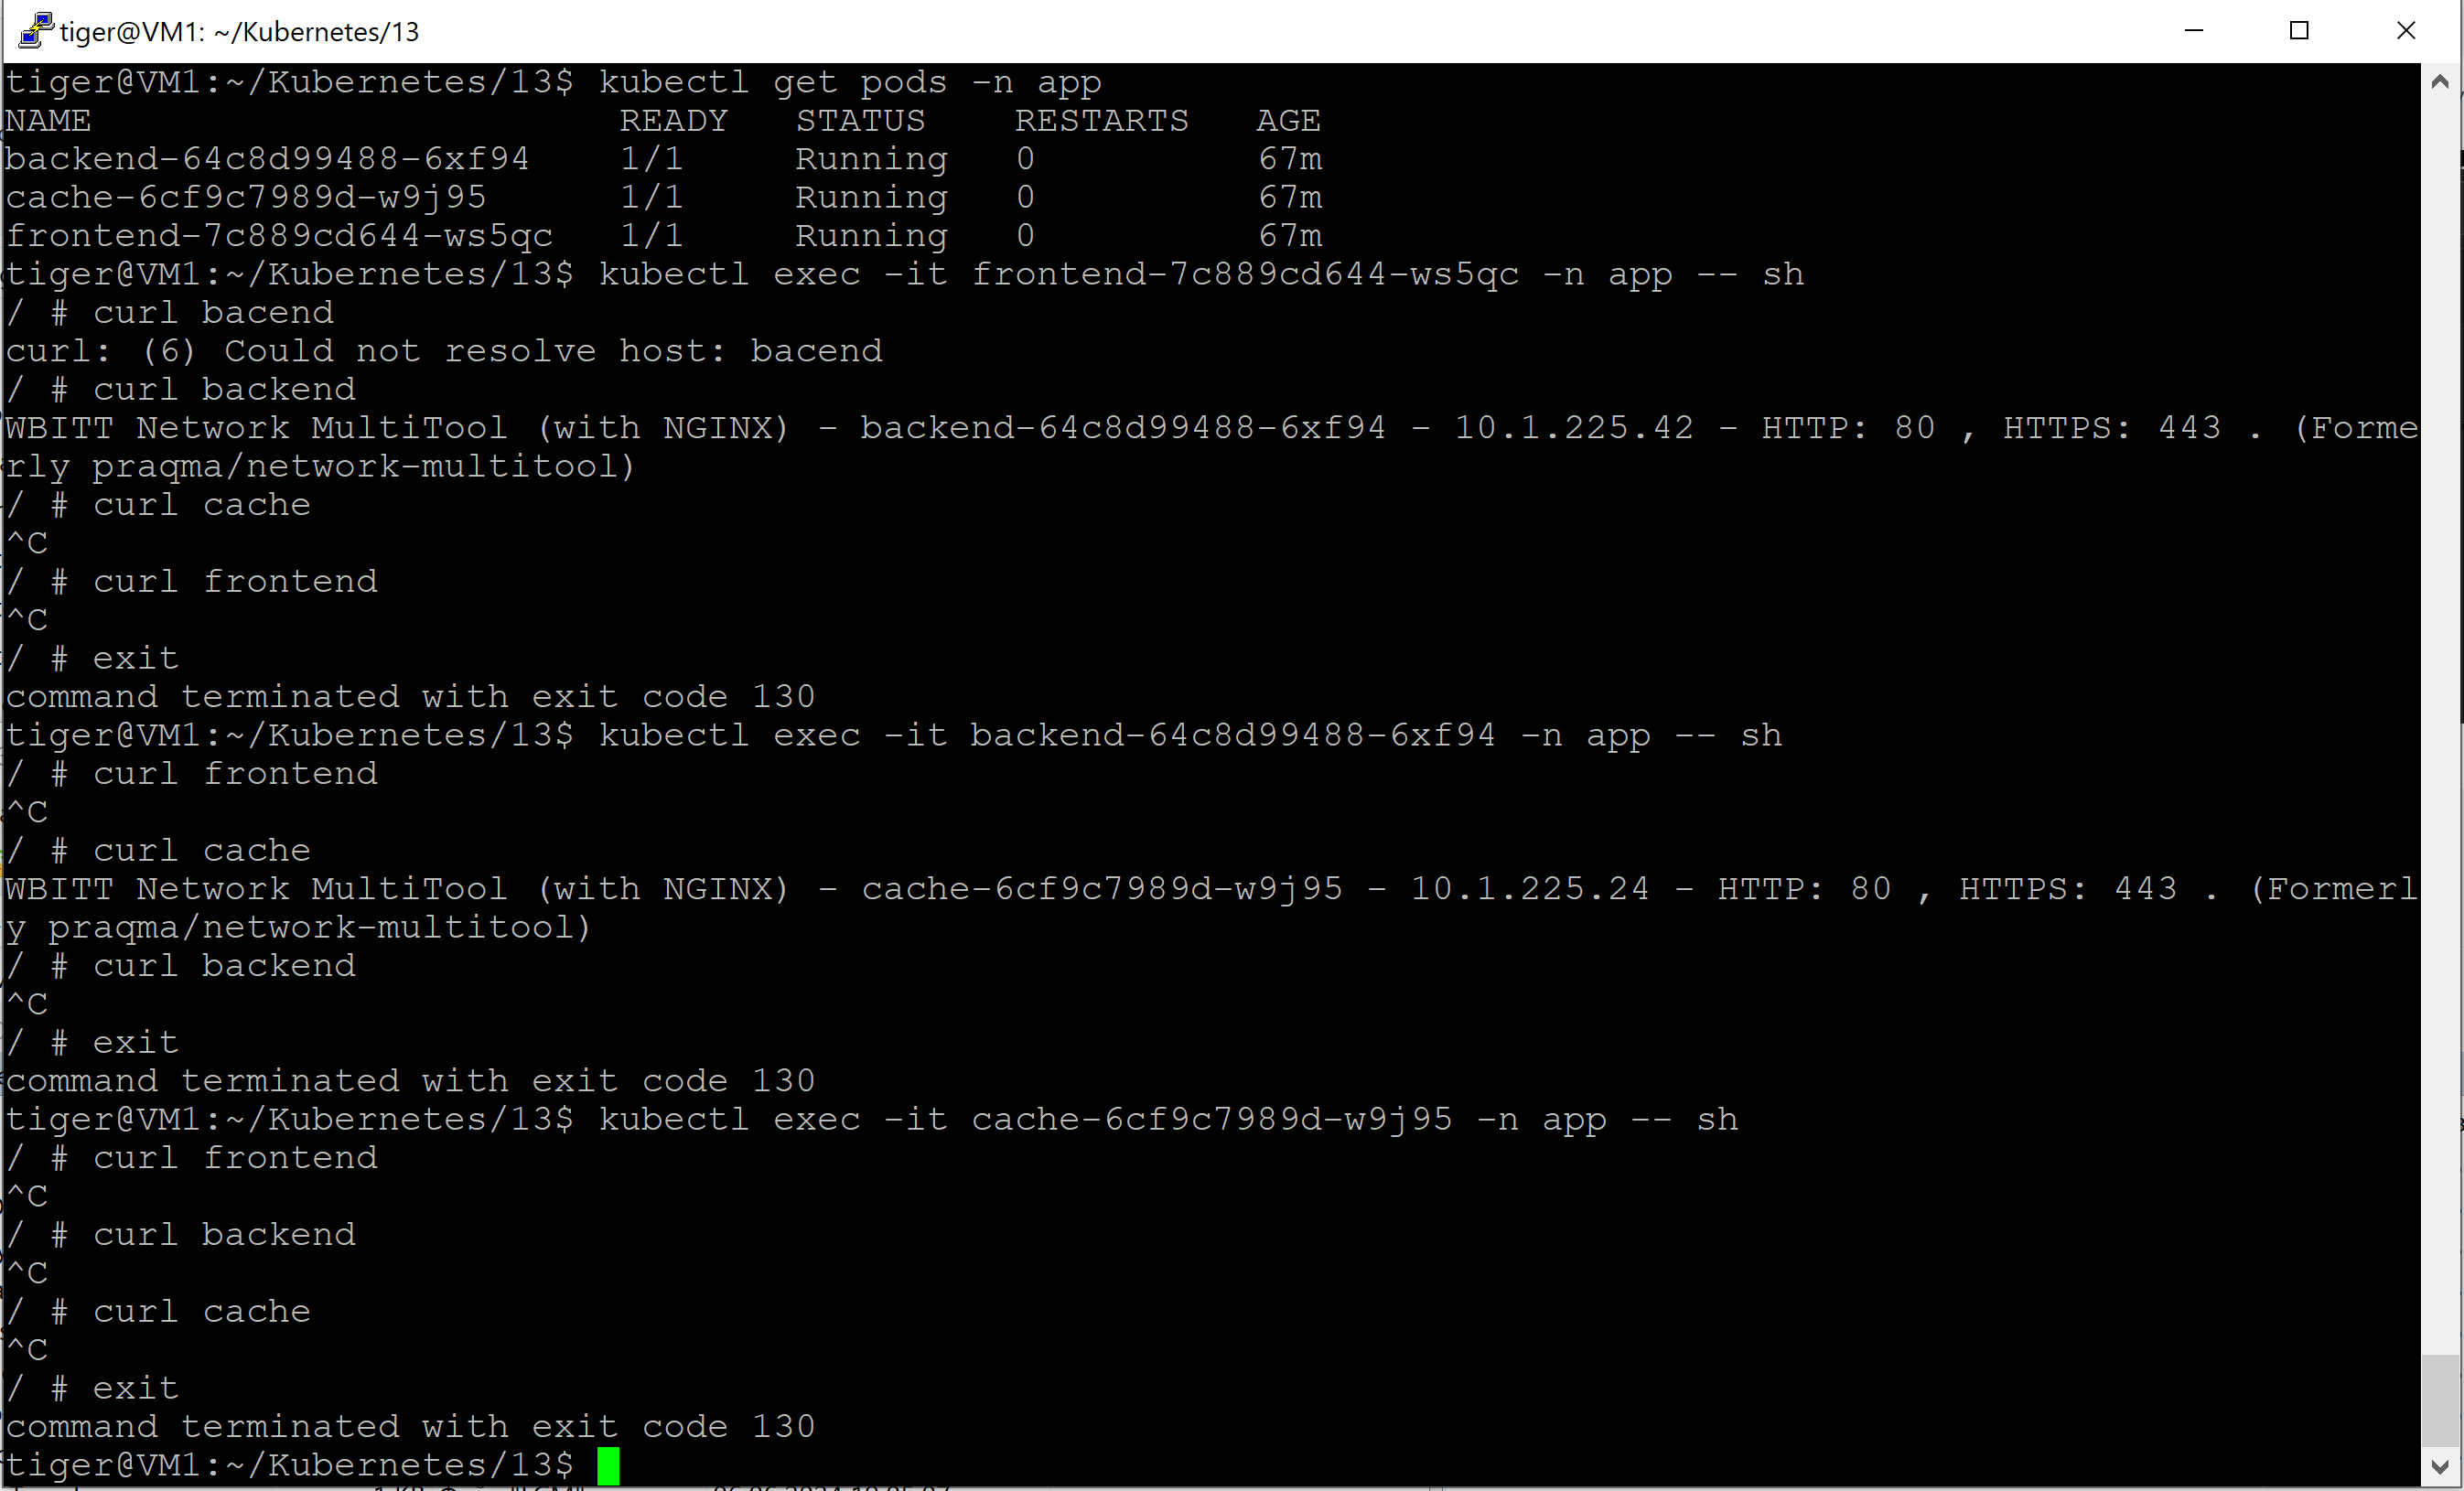 tiger@VM1: ~/Kubernetes/13
tiger@VM1:~/Kubernetes/13$ kubectl get pods -n app
NAME                            READY   STATUS    RESTARTS   AGE
backend-64c8d99488-6xf94    1/1     Running   0          67m
cache-6cf9c7989d-w9j95      1/1     Running   0          67m
frontend-7c889cd644-ws5qc   1/1     Running   0          67m
tiger@VM1:~/Kubernetes/13$ kubectl exec -it frontend-7c889cd644-ws5qc -n app -- sh
/ # curl bacend
curl: (6) Could not resolve host: bacend
/ # curl backend
WBITT Network MultiTool (with NGINX) - backend-64c8d99488-6xf94 - 10.1.225.42 - HTTP: 80 , HTTPS: 443 . (Forme
rly praqma/network-multitool)
/ # curl cache
^C
/ # curl frontend
^C
/ # exit
command terminated with exit code 130
tiger@VM1:~/Kubernetes/13$ kubectl exec -it backend-64c8d99488-6xf94 -n app -- sh
/ # curl frontend
^C
/ # curl cache
WBITT Network MultiTool (with NGINX) - cache-6cf9c7989d-w9j95 - 10.1.225.24 - HTTP: 80 , HTTPS: 443 . (Formerl
y praqma/network-multitool)
/ # curl backend
^C
/ # exit
command terminated with exit code 130
tiger@VM1:~/Kubernetes/13$ kubectl exec -it cache-6cf9c7989d-w9j95 -n app -- sh
/ # curl frontend
^C
/ # curl backend
^C
/ # curl cache
^C
/ # exit
command terminated with exit code 130
tiger@VM1:~/Kubernetes/13$